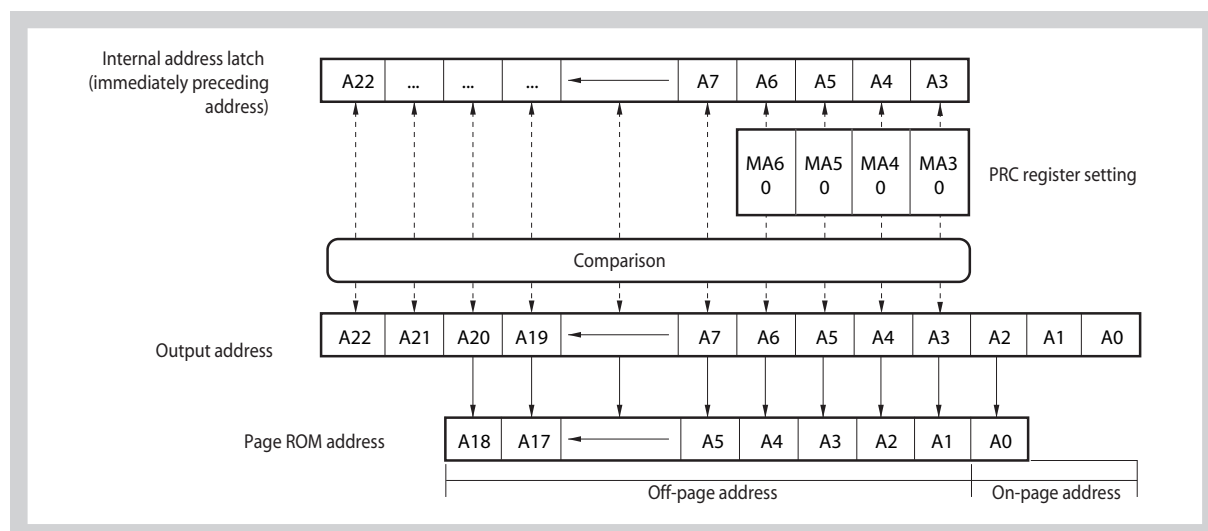 Internal address latch
(immediately preceding
address)
A22 ... ... ... A7 A6 A5 A4 A3
MA6 MA5 MA4 MA3
0 0 0 0
PRC register setting
Comparison
Output address
A22 A21 A20 A19 A7 A6 A5 A4 A3 A2 A1 A0
Page ROM address
A18 A17 A5 A4 A3 A2 A1 A0
Off-page address On-page address